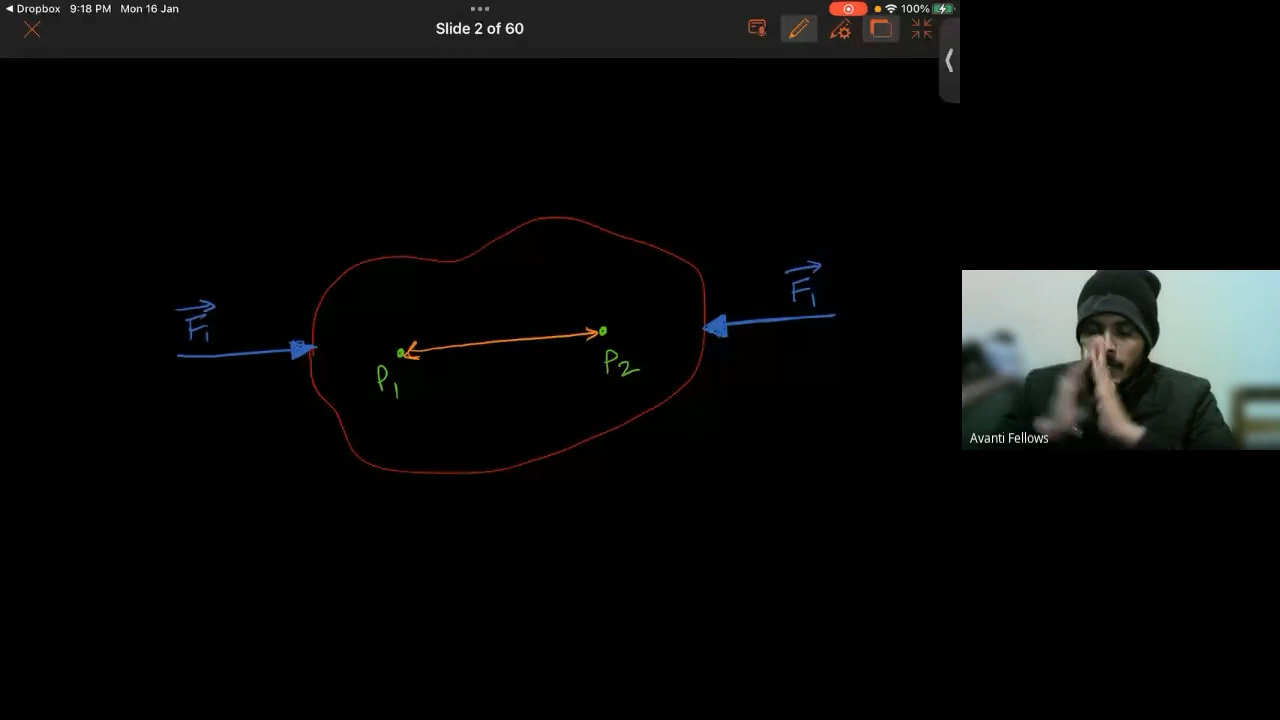 Dropbox 9:18 PM Mon 16 Jan
100%
Slide 2 of 60
F₁
F₁
P₁
P₂
Avanti Fellows